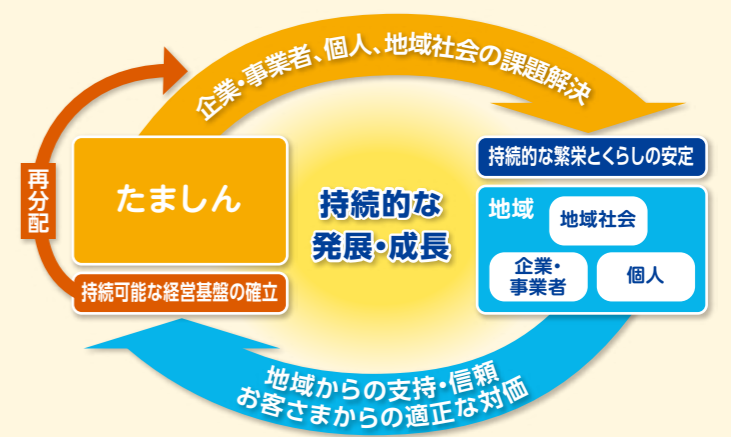 企業・事業者、個人、地域社会の課題解決
再分配
たましん
持続可能な経営基盤の確立
持続的な
発展・成長
持続的な繁栄とくらしの安定
地域
地域社会
企業・
事業者
個人
地域からの支持・信頼
お客さまからの適正な対価